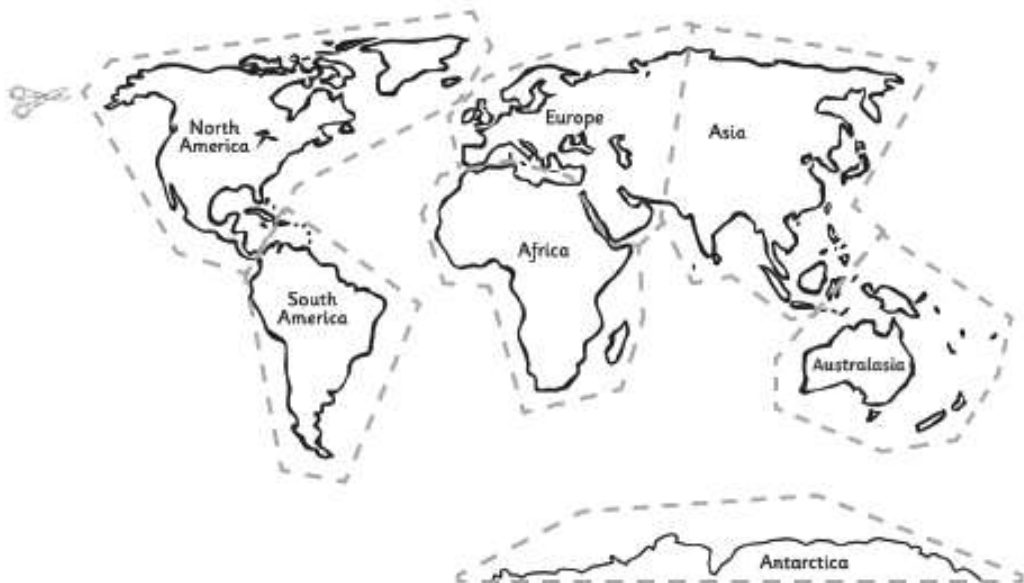 North
America
Europe
Asia
Africa
South
America
Australasia
Antarctica